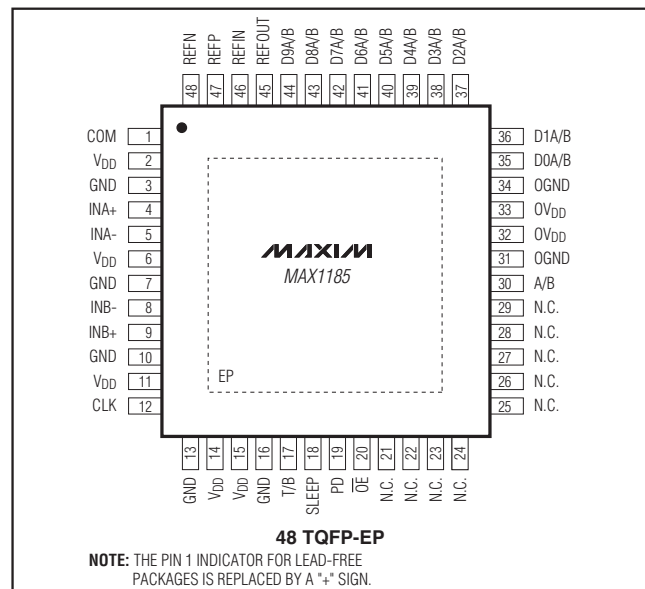 REFN
REFP
REFIN
REFOUT
D9A/B
D8A/B
D7A/B
D6A/B
D5A/B
D4A/B
D3A/B
D2A/B
48
47
46
45
44
43
42
41
40
39
38
37
COM 1
VDD 2
GND 3
INA+ 4
INA- 5
VDD 6
GND 7
INB- 8
INB+ 9
GND 10
VDD 11
CLK 12
MAXIM
MAX1185
EP
36 D1A/B
35 D0A/B
34 OGND
33 OVDD
32 OVDD
31 OGND
30 A/B
29 N.C.
28 N.C.
27 N.C.
26 N.C.
25 N.C.
13
14
15
16
17
18
19
20
21
22
23
24
GND
VDD
VDD
GND
T/B
SLEEP
PD
O̅E̅
N.C.
N.C.
N.C.
N.C.
48 TQFP-EP
NOTE: THE PIN 1 INDICATOR FOR LEAD-FREE
PACKAGES IS REPLACED BY A "+" SIGN.